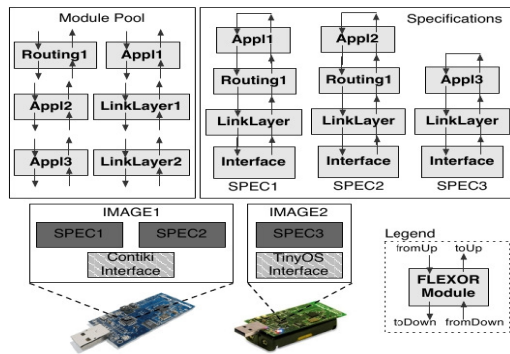 Module Pool
Routing1
Appl1
Appl2
LinkLayer1
Appl3
LinkLayer2
Specifications
Appl1
Routing1
LinkLayer
Interface
SPEC1
Appl2
Routing1
LinkLayer
Interface
SPEC2
Appl3
LinkLayer
Interface
SPEC3
IMAGE1
SPEC1
SPEC2
Contiki
Interface
IMAGE2
SPEC3
TinyOS
Interface
Legend
fromUp
toUp
FLEXOR
Module
toDown
fromDown